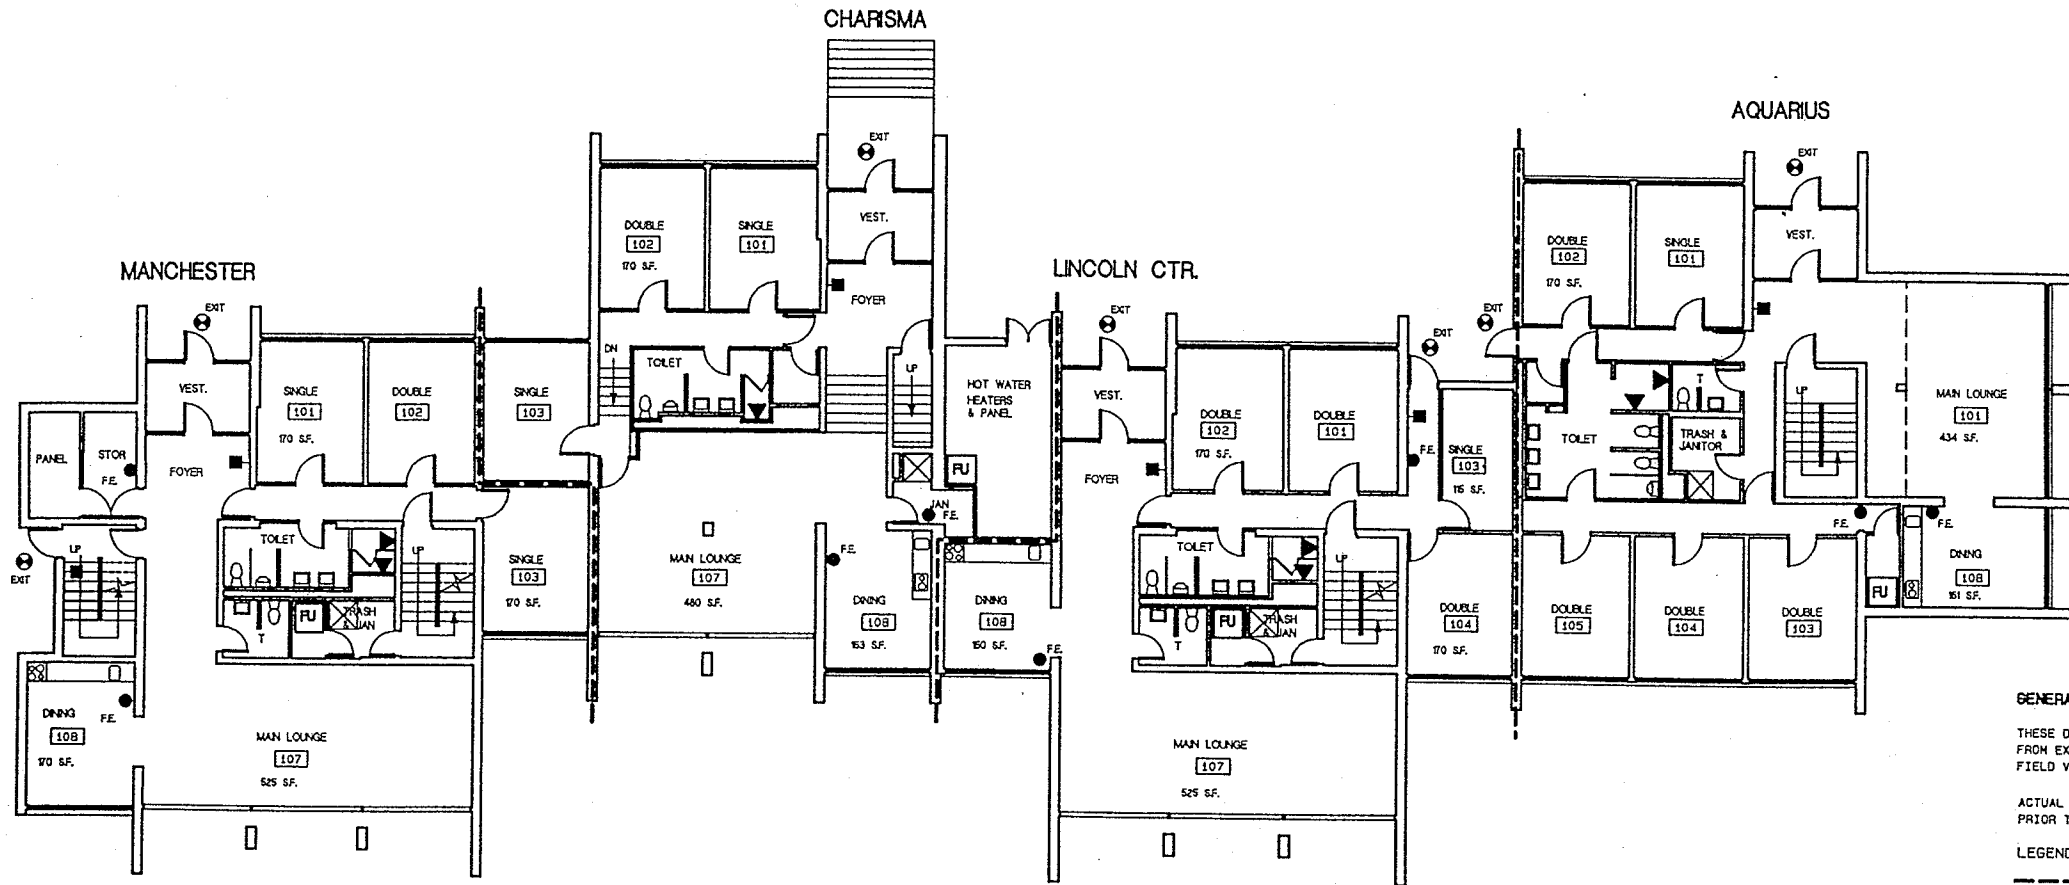 CHARISMA
AQUARIUS
MANCHESTER
LINCOLN CTR.
EXIT
VEST.
FOYER
PANEL
STOR
F.E.
UP
EXIT
SINGLE
101
170 S.F.
DOUBLE
102
TOILET
T
FU
TRASH
& JAN
UP
DINING
108
170 S.F.
F.E.
MAIN LOUNGE
107
525 S.F.
SINGLE
103
SINGLE
103
170 S.F.
DOUBLE
102
170 S.F.
SINGLE
101
EXIT
VEST.
FOYER
DN
TOILET
UP
FU
JAN
F.E.
MAIN LOUNGE
107
480 S.F.
F.E.
DINING
108
153 S.F.
HOT WATER
HEATERS
& PANEL
EXIT
VEST.
FOYER
DOUBLE
102
170 S.F.
DOUBLE
101
EXIT
F.E.
SINGLE
103
115 S.F.
TOILET
T
FU
TRASH
& JAN
UP
DINING
108
150 S.F.
F.E.
DOUBLE
104
170 S.F.
MAIN LOUNGE
107
525 S.F.
EXIT
EXIT
VEST.
DOUBLE
102
170 S.F.
SINGLE
101
T
TOILET
TRASH &
JANITOR
UP
MAIN LOUNGE
101
434 S.F.
F.E.
F.E.
DINING
108
151 S.F.
FU
DOUBLE
105
DOUBLE
104
DOUBLE
103
GENERA
THESE D
FROM EX
FIELD V
ACTUAL
PRIOR T
LEGEND